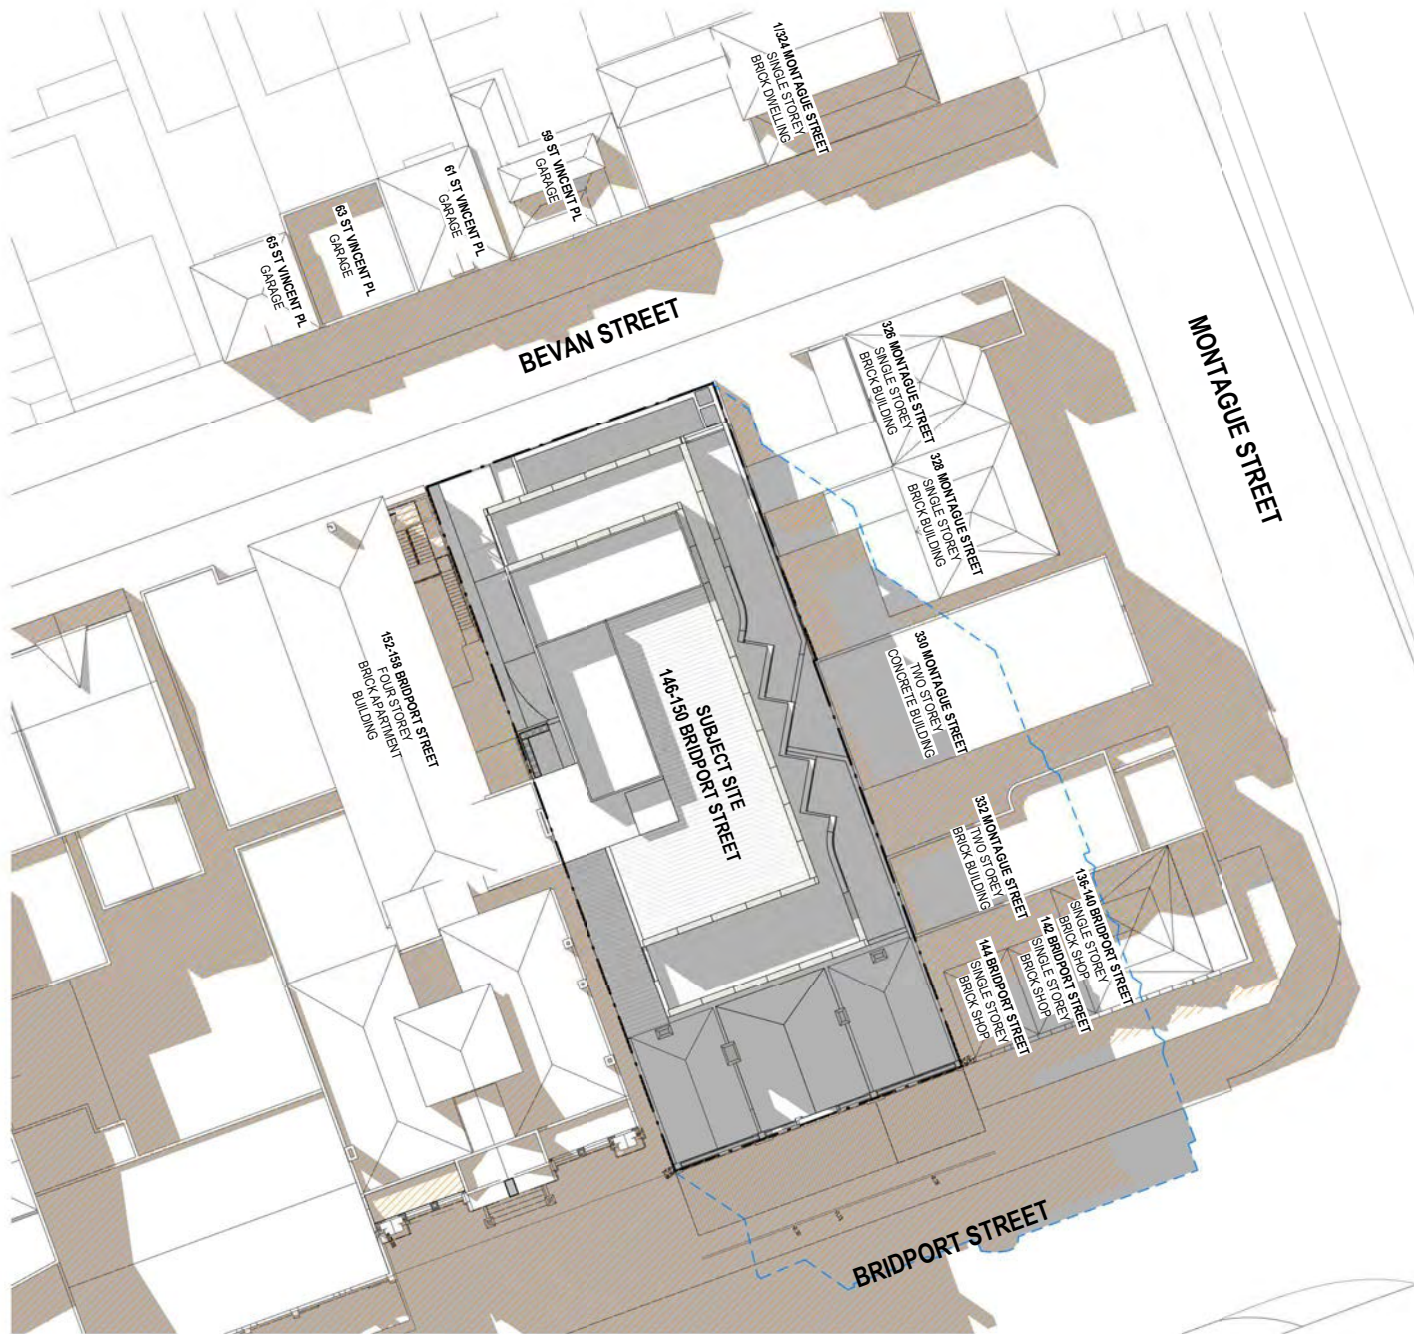 1/324 MONTAGUE STREET
SINGLE STOREY
BRICK DWELLING
59 ST VINCENT PL
GARAGE
61 ST VINCENT PL
GARAGE
63 ST VINCENT PL
GARAGE
65 ST VINCENT PL
GARAGE
BEVAN STREET
MONTAGUE STREET
326 MONTAGUE STREET
SINGLE STOREY
BRICK BUILDING
328 MONTAGUE STREET
SINGLE STOREY
BRICK BUILDING
152-158 BRIDPORT STREET
FOUR STOREY
BRICK APARTMENT
BUILDING
SUBJECT SITE
146-150 BRIDPORT STREET
330 MONTAGUE STREET
TWO STOREY
CONCRETE BUILDING
332 MONTAGUE STREET
TWO STOREY
BRICK BUILDING
136-140 BRIDPORT STREET
SINGLE STOREY
BRICK SHOP
142 BRIDPORT STREET
SINGLE STOREY
BRICK SHOP
144 BRIDPORT STREET
SINGLE STOREY
BRICK SHOP
BRIDPORT STREET